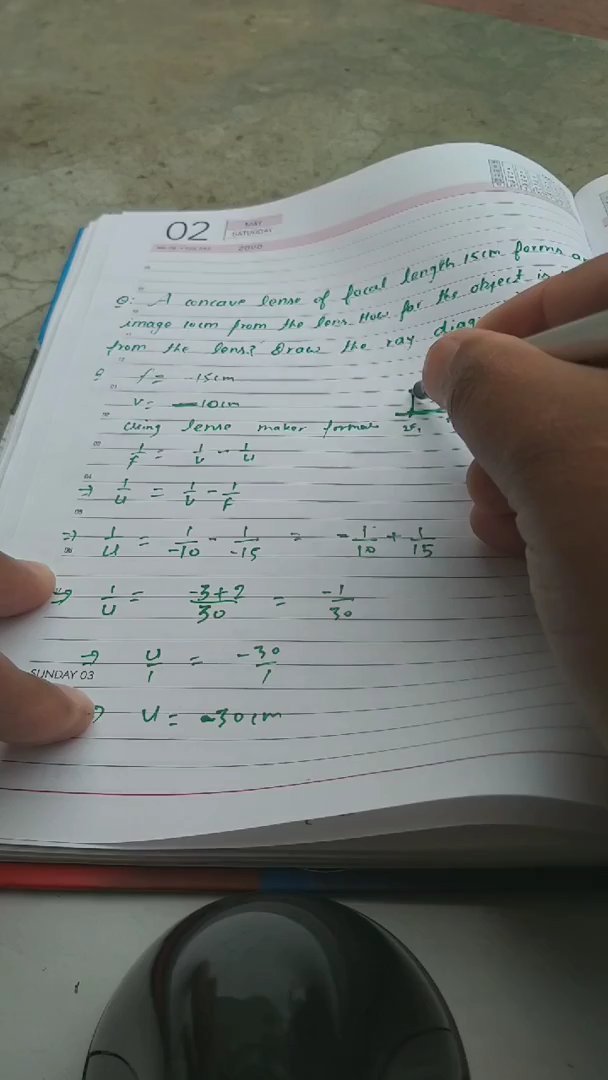 02
MAY
SATURDAY
2000
Q: A concave lense of focal length 15cm forms
image 10cm from the lens. How far the object is
from the lens? Draw the ray diag
f = -15cm
v = -10cm
Using lense maker formula
1/f = 1/v - 1/u
⇒ 1/u = 1/v - 1/f
⇒ 1/u = 1/-10 - 1/-15 = -1/10 + 1/15
⇒ 1/u = -3+2/30 = -1/30
⇒ u/1 = -30/1
SUNDAY 03
⇒ u = -30cm
2F₁